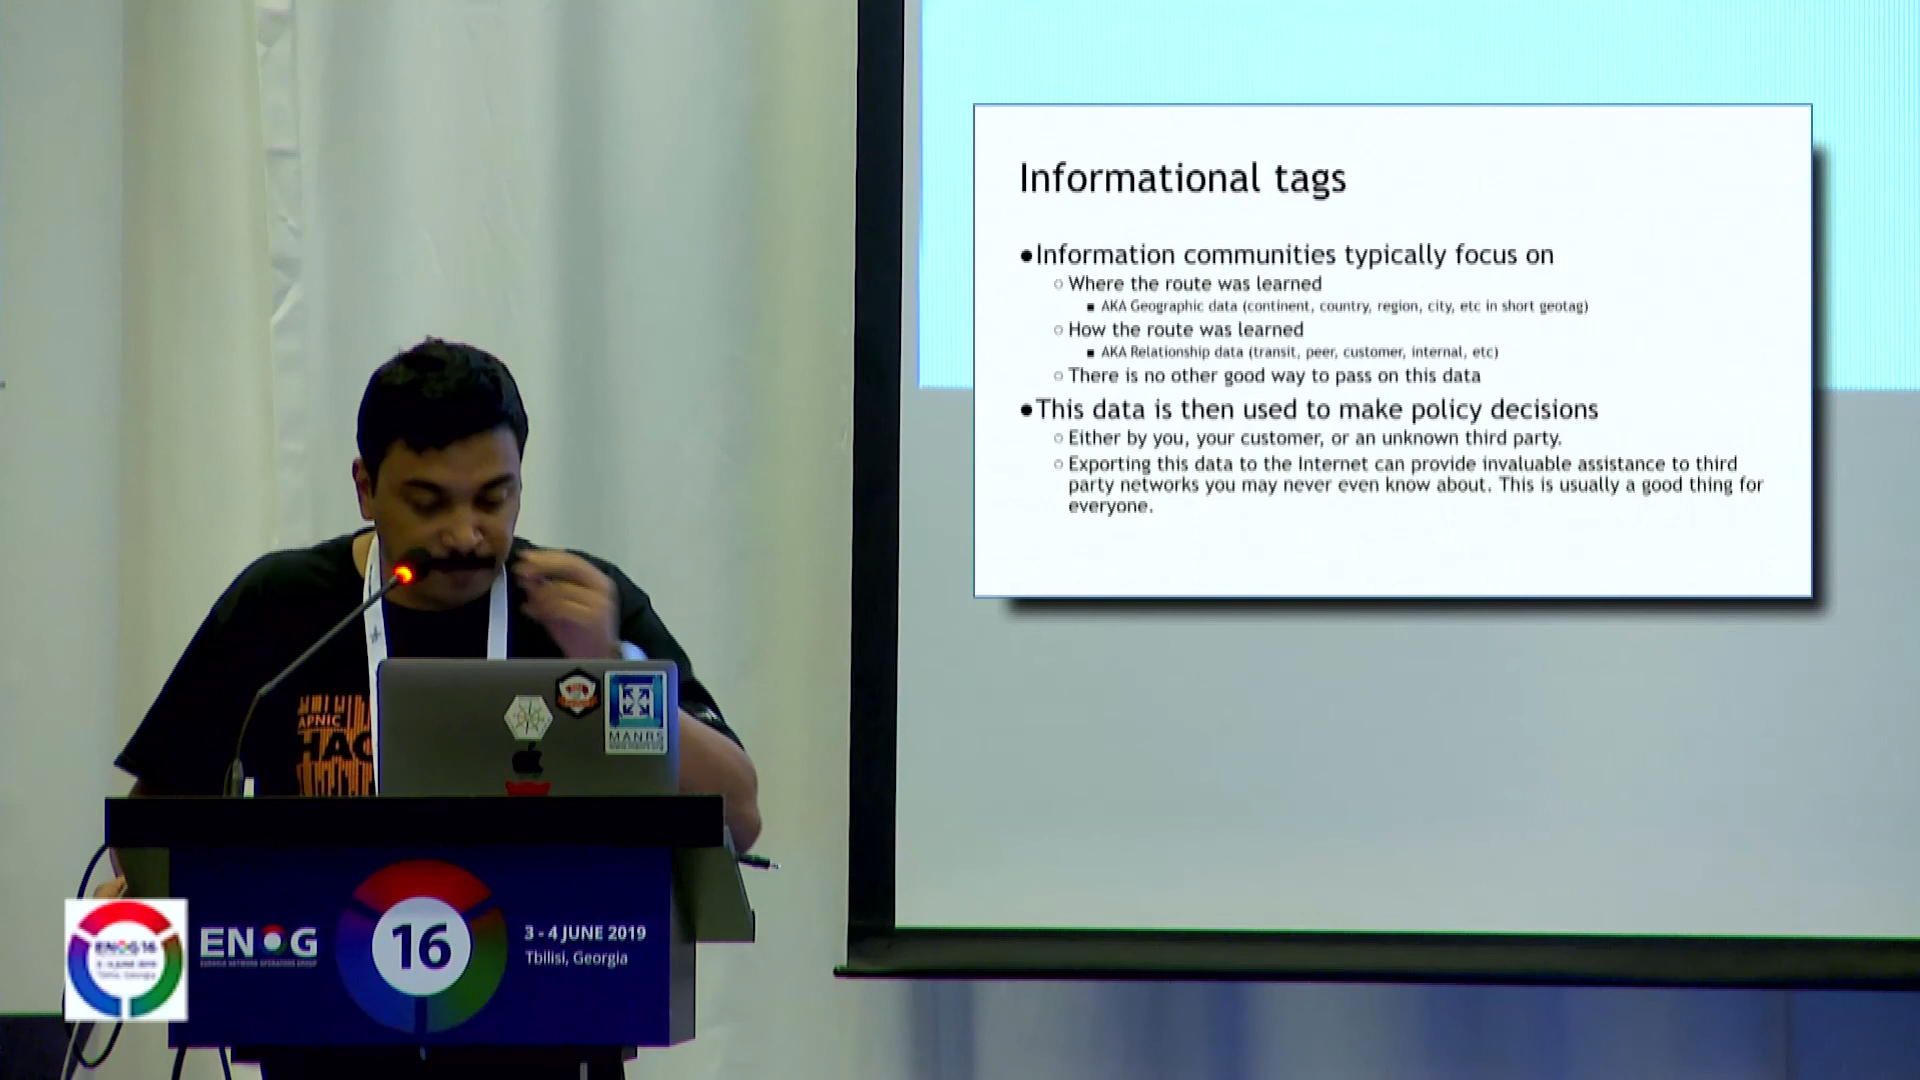 Informational tags
●Information communities typically focus on
○ Where the route was learned
■ AKA Geographic data (continent, country, region, city, etc in short geotag)
○ How the route was learned
■ AKA Relationship data (transit, peer, customer, internal, etc)
○ There is no other good way to pass on this data
●This data is then used to make policy decisions
○ Either by you, your customer, or an unknown third party.
○ Exporting this data to the Internet can provide invaluable assistance to third
party networks you may never even know about. This is usually a good thing for
everyone.
APNIC
MANRS
ENOG
16
3 - 4 JUNE 2019
Tbilisi, Georgia
ENOG16